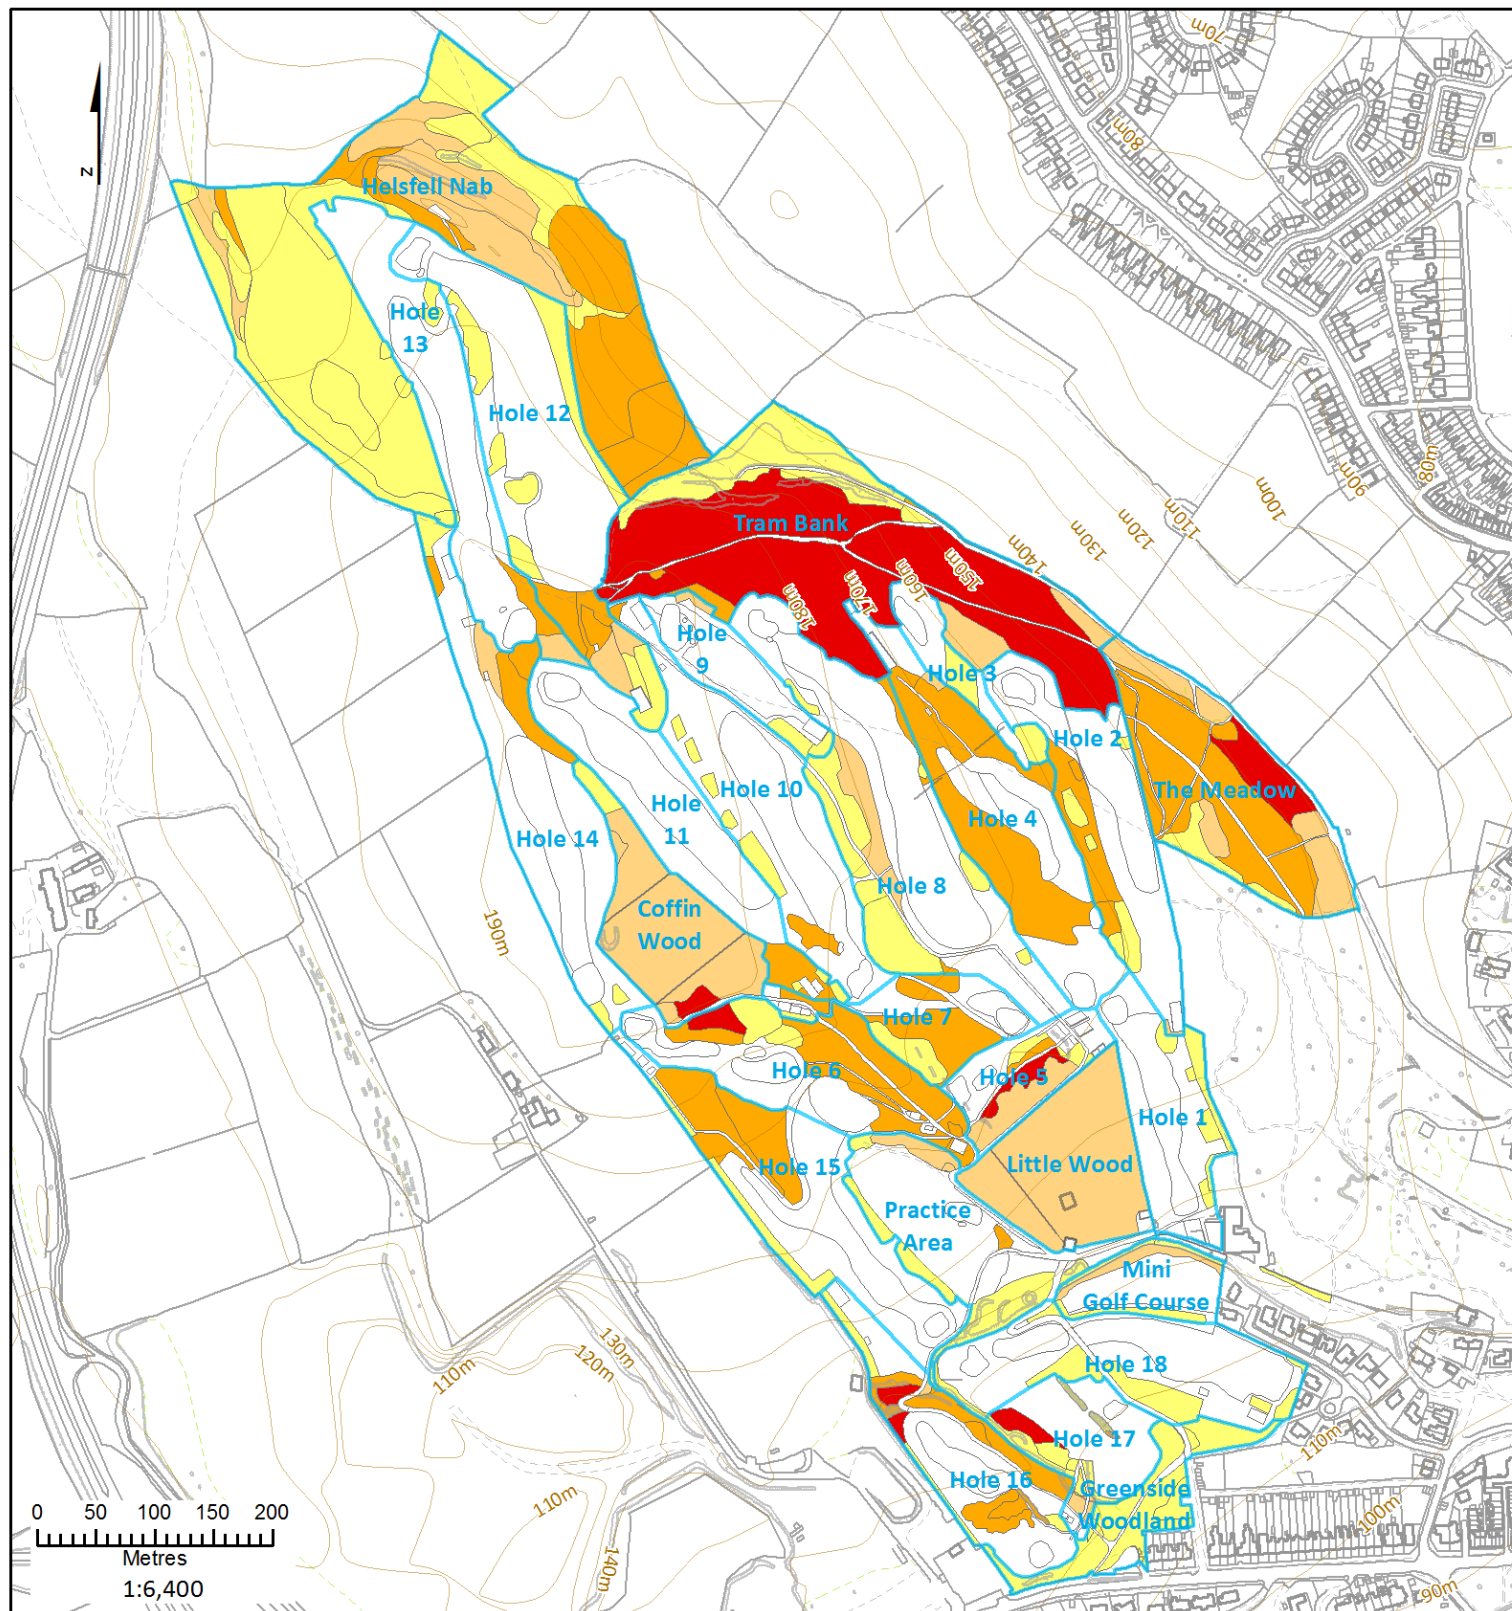 70m
80m
N
Helsfell Nab
Hole
13
Hole 12
80m
90m
100m
110m
120m
130m
140m
150m
160m
170m
180m
Tram Bank
Hole
9
Hole 3
Hole 2
The Meadow
Hole 10
Hole
11
Hole 4
Hole 14
Hole 8
Coffin
Wood
190m
Hole 7
Hole 6
Hole 5
Hole 1
Hole 15
Little Wood
Practice
Area
Mini
Golf Course
130m
120m
110m
Hole 18
Hole 17
110m
Hole 16
Greenside
Woodland
110m
100m
140m
90m
0 50 100 150 200
Metres
1:6,400